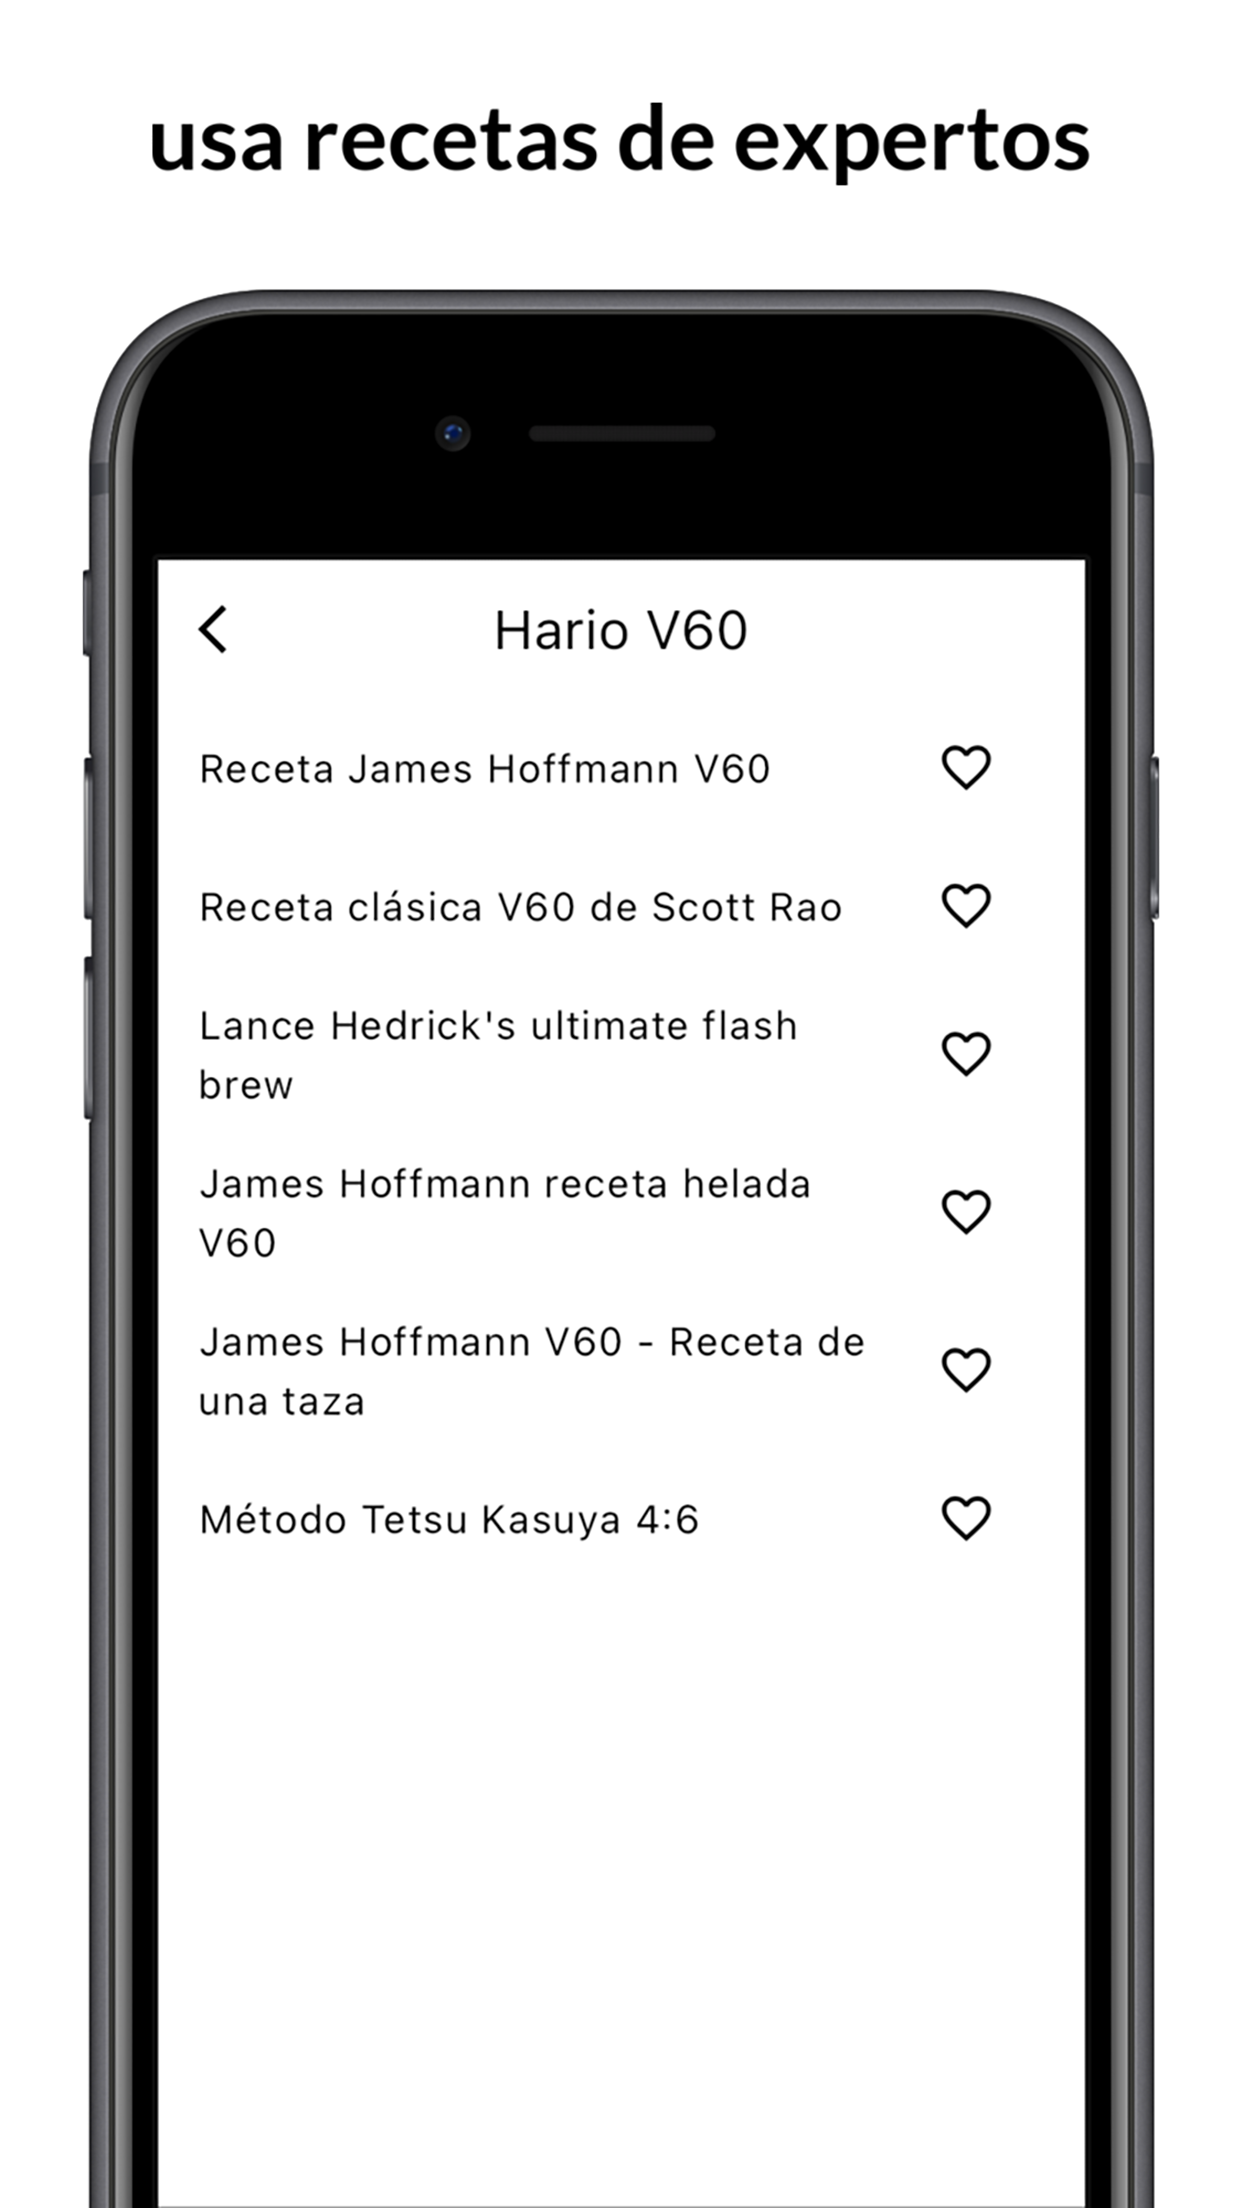 usa recetas de expertos
Hario V60
Receta James Hoffmann V60
Receta clásica V60 de Scott Rao
Lance Hedrick's ultimate flash
brew
James Hoffmann receta helada
V60
James Hoffmann V60 - Receta de
una taza
Método Tetsu Kasuya 4:6